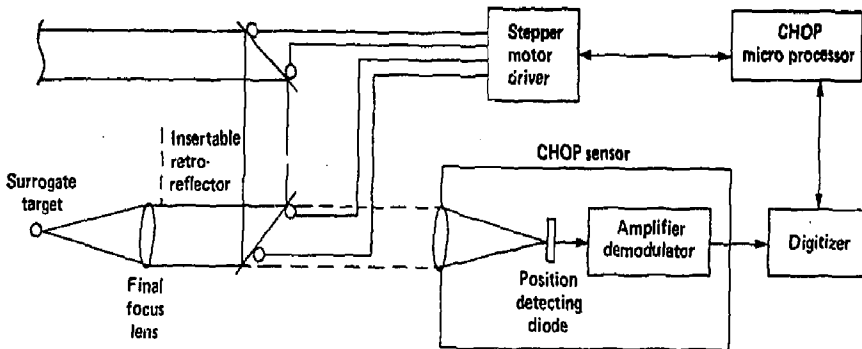 Stepper
motor
driver
CHOP
micro processor
Insertable
retro-
reflector
CHOP sensor
Surrogate
target
Amplifier
demodulator
Digitizer
Final
focus
lens
Position
detecting
diode